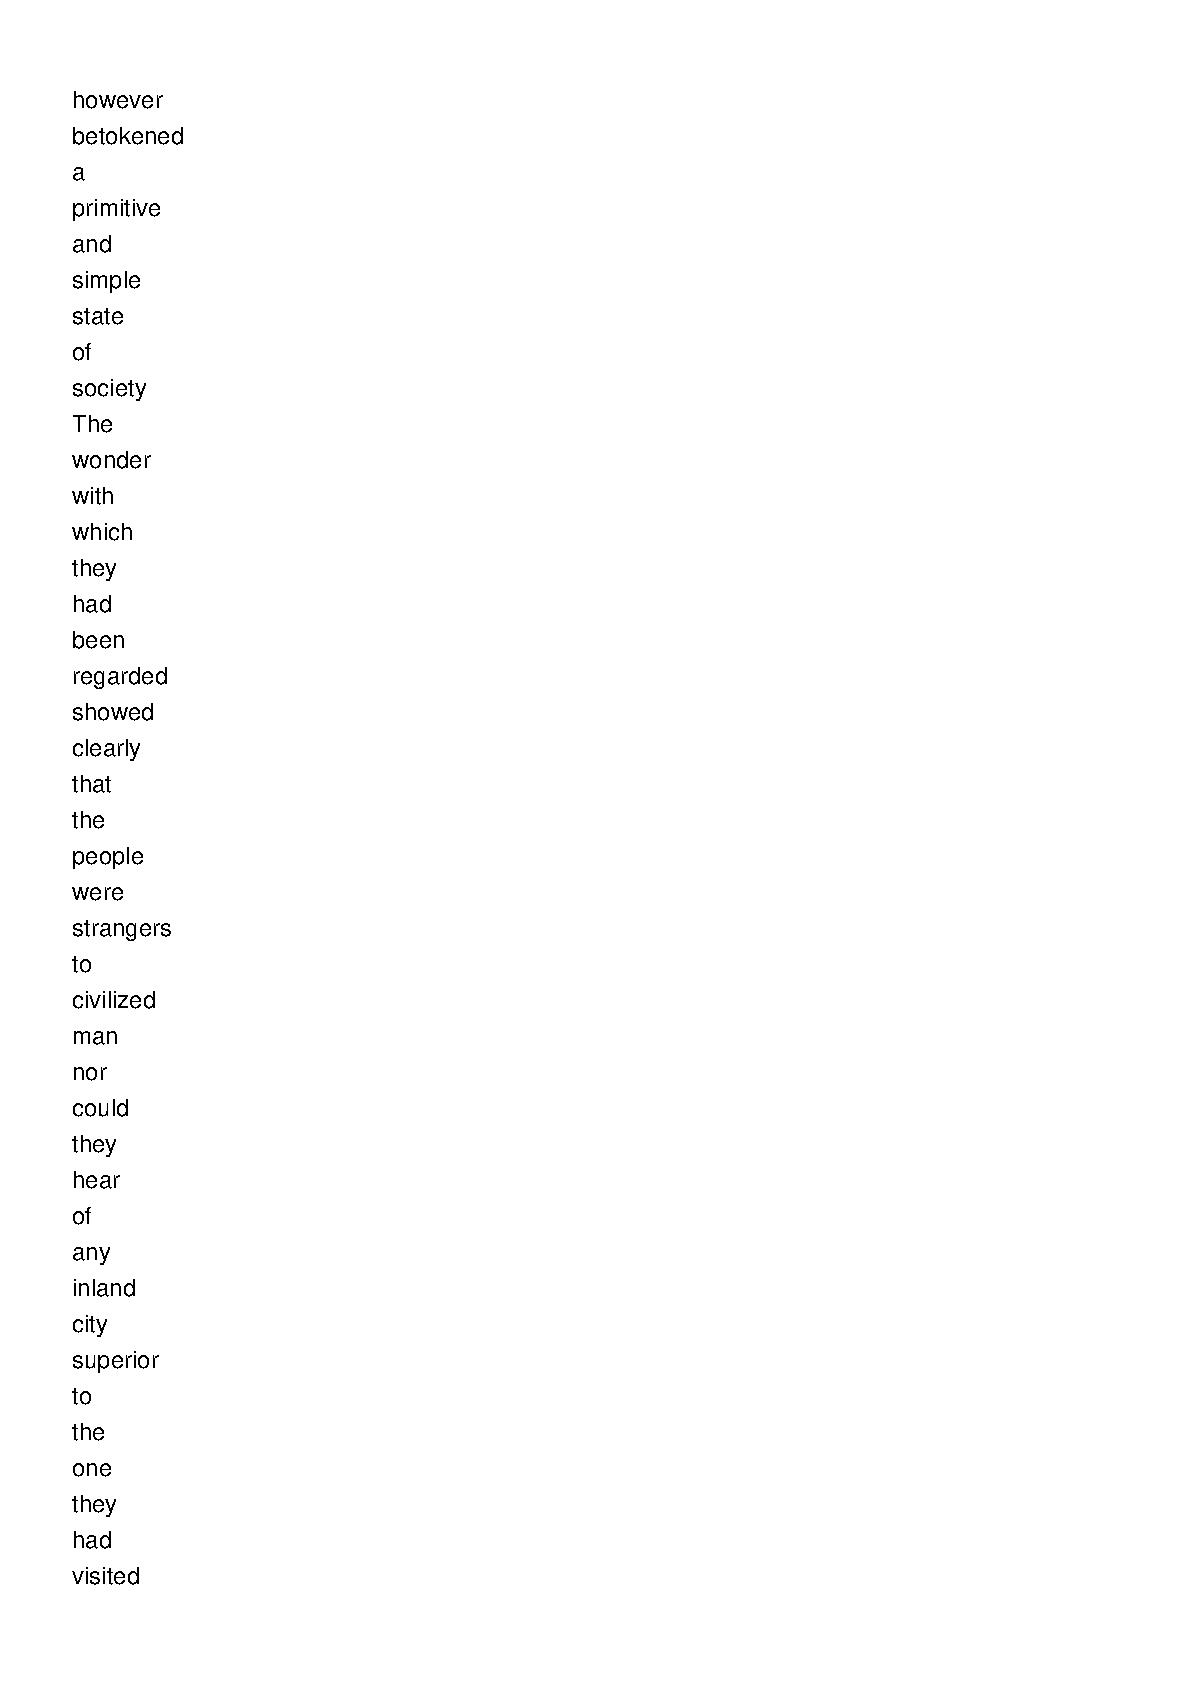 however
betokened
a
primitive
and
simple
state
of
society
The
wonder
with
which
they
had
been
regarded
showed
clearly
that
the
people
were
strangers
to
civilized
man
nor
could
they
hear
of
any
inland
city
superior
to
the
one
they
had
visited